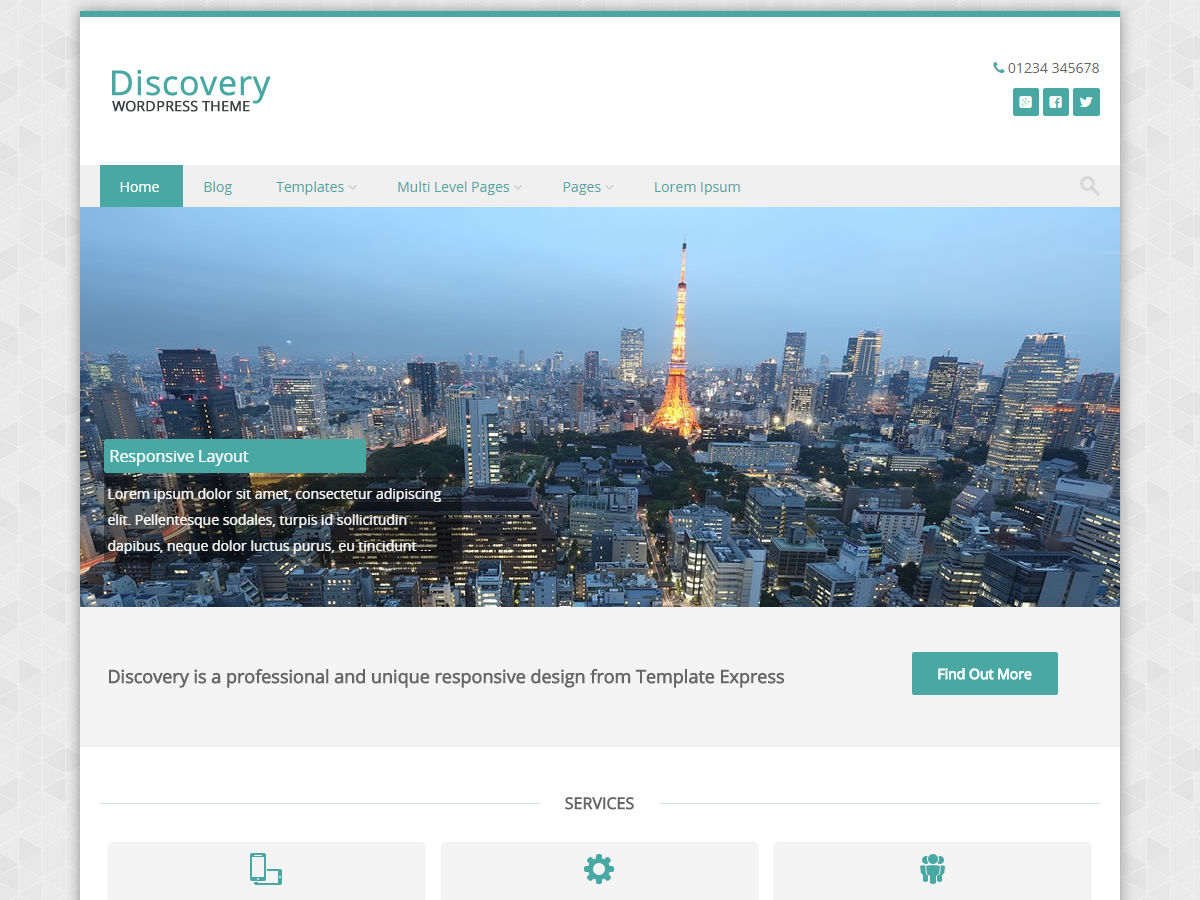 Discovery
WORDPRESS THEME
01234 345678
Home Blog Templates Multi Level Pages Pages Lorem Ipsum
Responsive Layout
Lorem ipsum dolor sit amet, consectetur adipiscing
elit. Pellentesque sodales, turpis id sollicitudin
dapibus, neque dolor luctus purus, eu tincidunt ...
Discovery is a professional and unique responsive design from Template Express
Find Out More
SERVICES